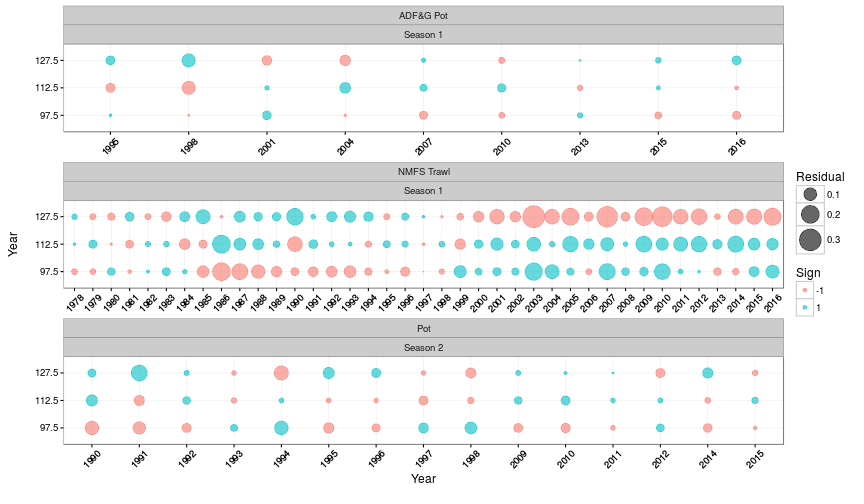 ADF&G Pot
Season 1
127.5
112.5
97.5
1995 1998 2001 2004 2007 2010 2013 2015 2016
NMFS Trawl
Season 1
127.5
112.5
97.5
1978 1979 1980 1981 1982 1983 1984 1985 1986 1987 1988 1989 1990 1991 1992 1993 1994 1995 1996 1997 1998 1999 2000 2001 2002 2003 2004 2005 2006 2007 2008 2009 2010 2011 2012 2013 2014 2015 2016
Pot
Season 2
127.5
112.5
97.5
1990 1991 1992 1993 1994 1995 1996 1997 1998 2009 2010 2011 2012 2014 2015
Year
Year
Residual
0.1
0.2
0.3
Sign
-1
1